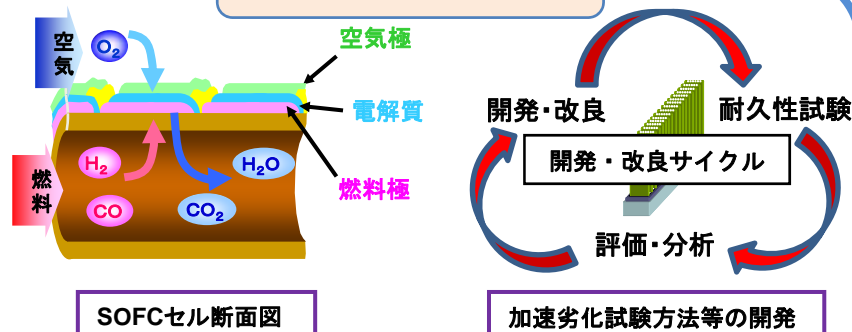 空気
O₂
空気極
電解質
燃料極
燃料
H₂
CO
H₂O
CO₂
SOFCセル断面図
開発・改良
耐久性試験
開発・改良サイクル
評価・分析
加速劣化試験方法等の開発